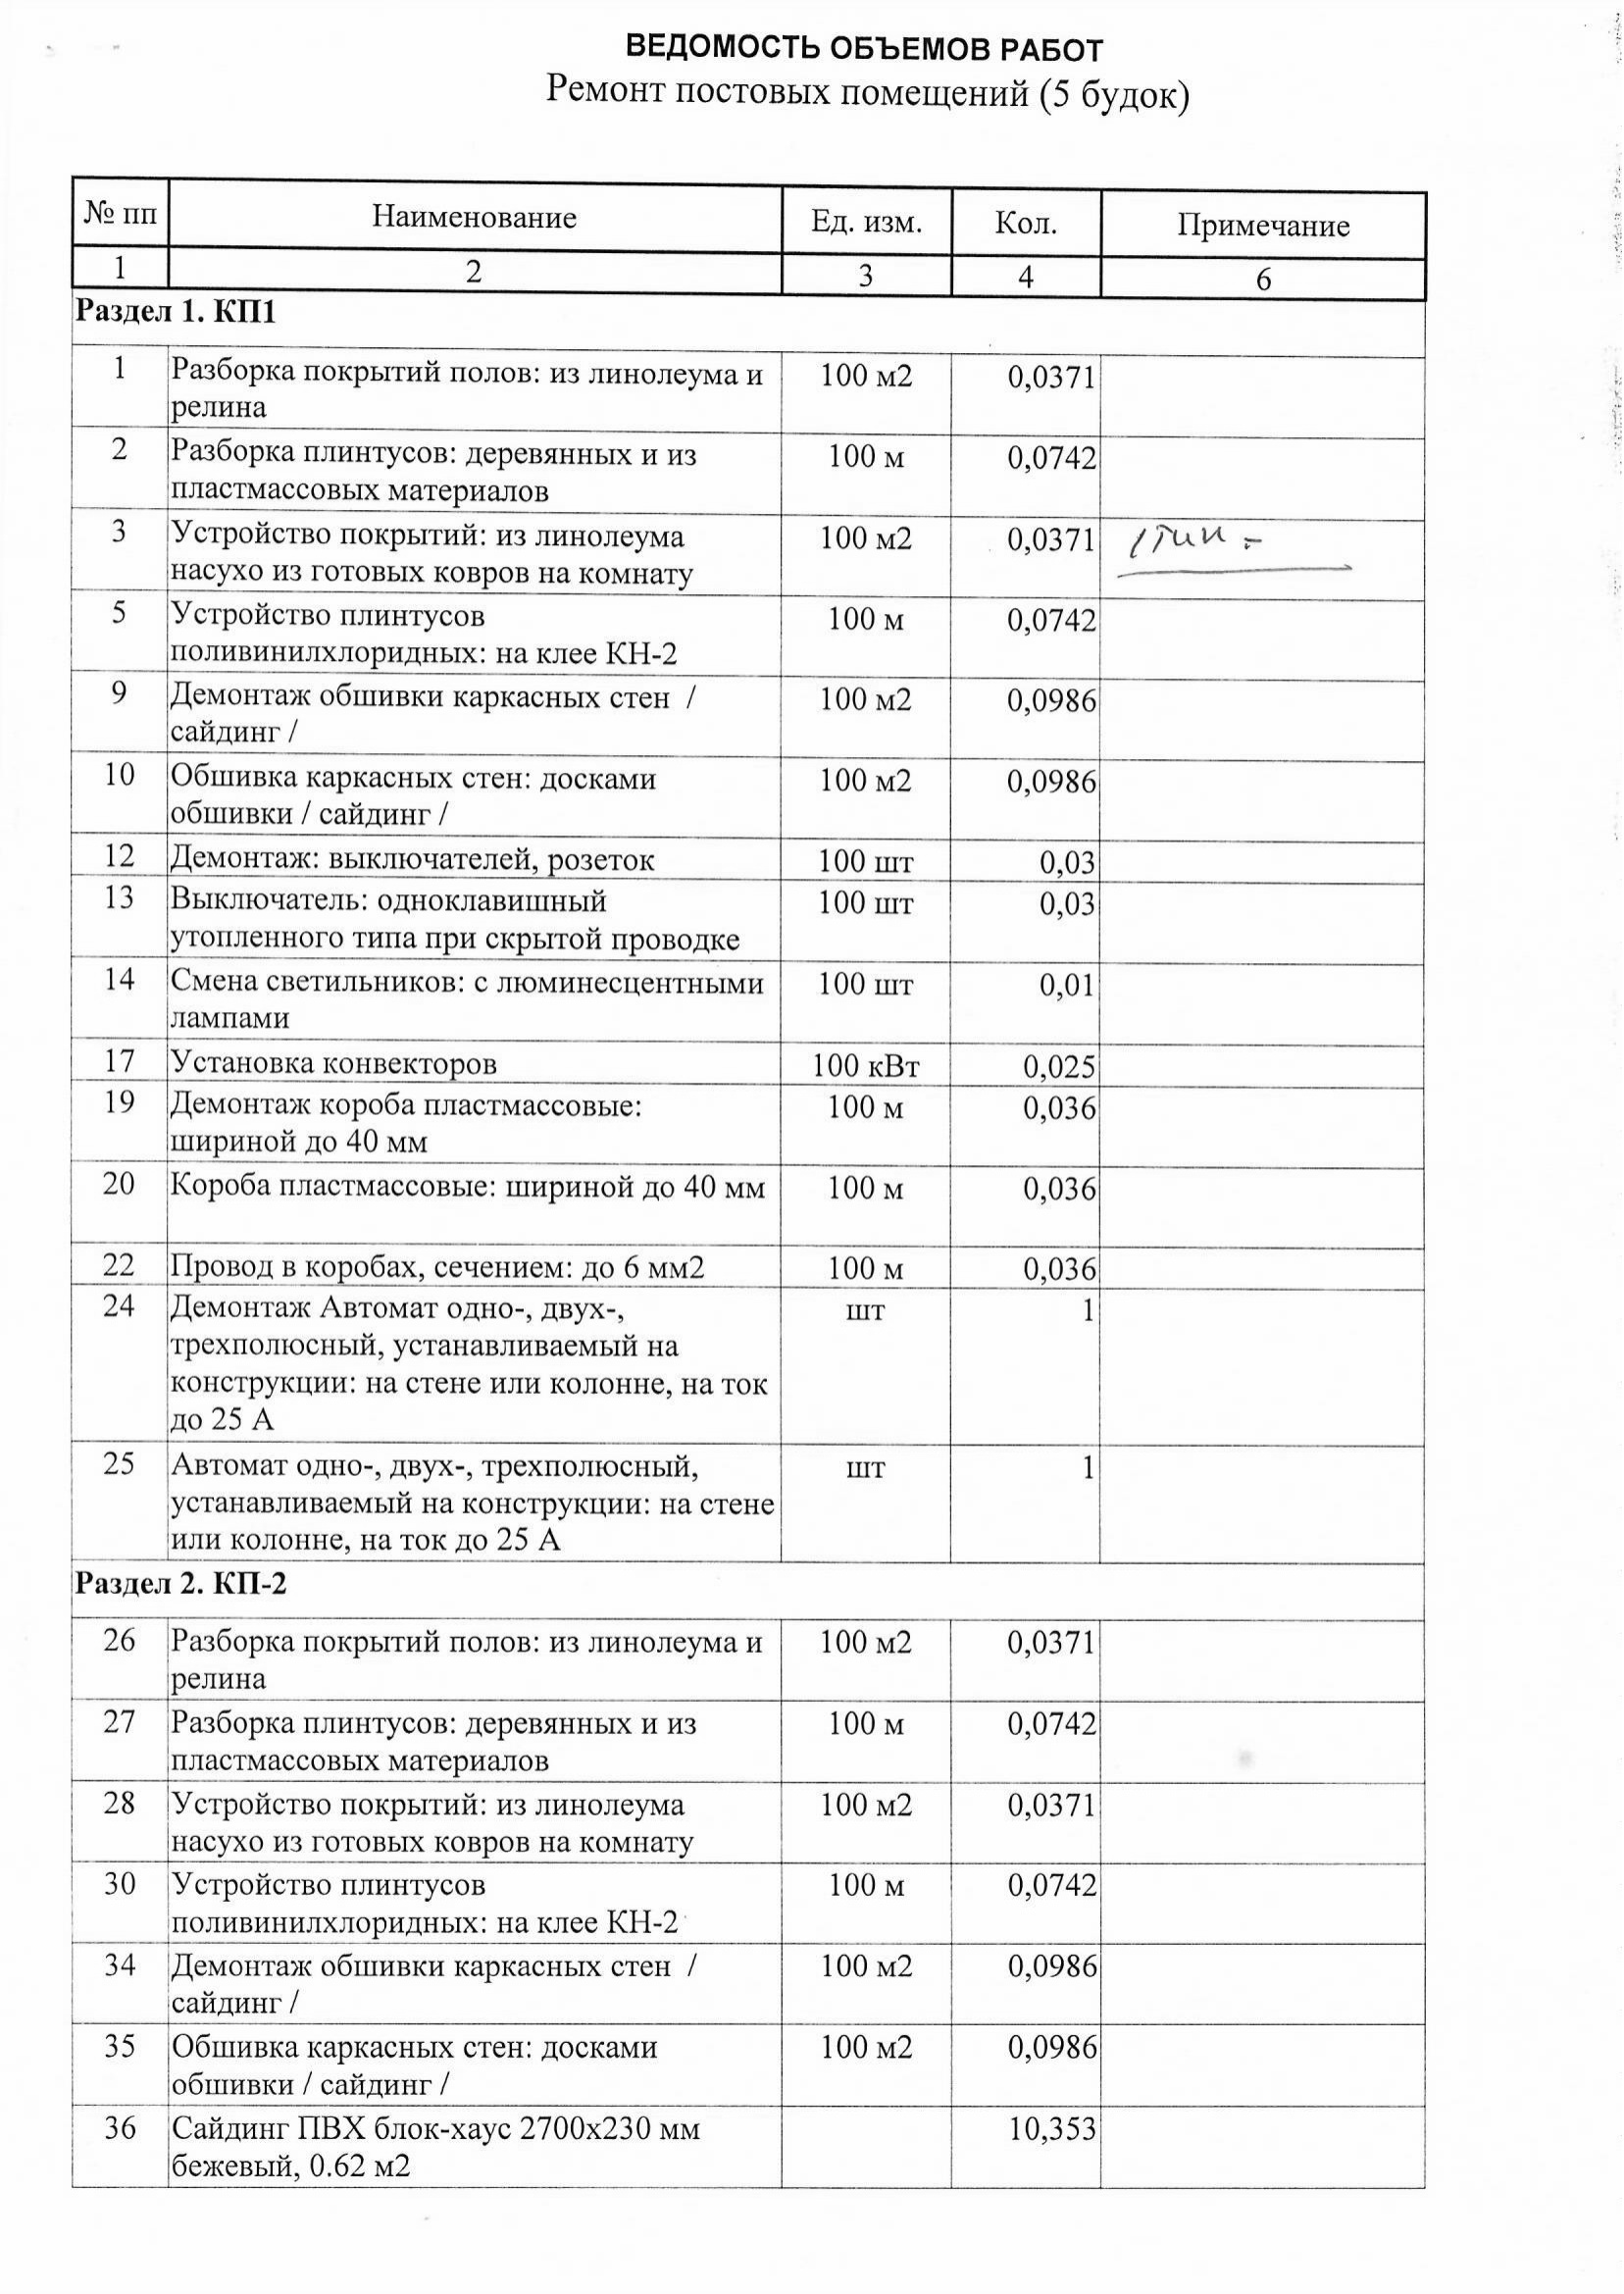 ВЕДОМОСТЬ ОБЪЕМОВ РАБОТ
Ремонт постовых помещений (5 будок)
№ пп Наименование Ед. изм. Кол. Примечание
1 2 3 4 6
Раздел 1. КП1
1 Разборка покрытий полов: из линолеума и 100 м2 0,0371
релина
2 Разборка плинтусов: деревянных и из 100 м 0,0742
пластмассовых материалов
3 Устройство покрытий: из линолеума 100 м2 0,0371
насухо из готовых ковров на комнату
5 Устройство плинтусов 100 м 0,0742
поливинилхлоридных: на клее КН-2
9 Демонтаж обшивки каркасных стен / 100 м2 0,0986
сайдинг /
10 Обшивка каркасных стен: досками 100 м2 0,0986
обшивки / сайдинг /
12 Демонтаж: выключателей, розеток 100 шт 0,03
13 Выключатель: одноклавишный 100 шт 0,03
утопленного типа при скрытой проводке
14 Смена светильников: с люминесцентными 100 шт 0,01
лампами
17 Установка конвекторов 100 кВт 0,025
19 Демонтаж короба пластмассовые: 100 м 0,036
шириной до 40 мм
20 Короба пластмассовые: шириной до 40 мм 100 м 0,036
22 Провод в коробах, сечением: до 6 мм2 100 м 0,036
24 Демонтаж Автомат одно-, двух-, шт 1
трехполюсный, устанавливаемый на
конструкции: на стене или колонне, на ток
до 25 А
25 Автомат одно-, двух-, трехполюсный, шт 1
устанавливаемый на конструкции: на стене
или колонне, на ток до 25 А
Раздел 2. КП-2
26 Разборка покрытий полов: из линолеума и 100 м2 0,0371
релина
27 Разборка плинтусов: деревянных и из 100 м 0,0742
пластмассовых материалов
28 Устройство покрытий: из линолеума 100 м2 0,0371
насухо из готовых ковров на комнату
30 Устройство плинтусов 100 м 0,0742
поливинилхлоридных: на клее КН-2
34 Демонтаж обшивки каркасных стен / 100 м2 0,0986
сайдинг /
35 Обшивка каркасных стен: досками 100 м2 0,0986
обшивки / сайдинг /
36 Сайдинг ПВХ блок-хаус 2700х230 мм 10,353
бежевый, 0.62 м2